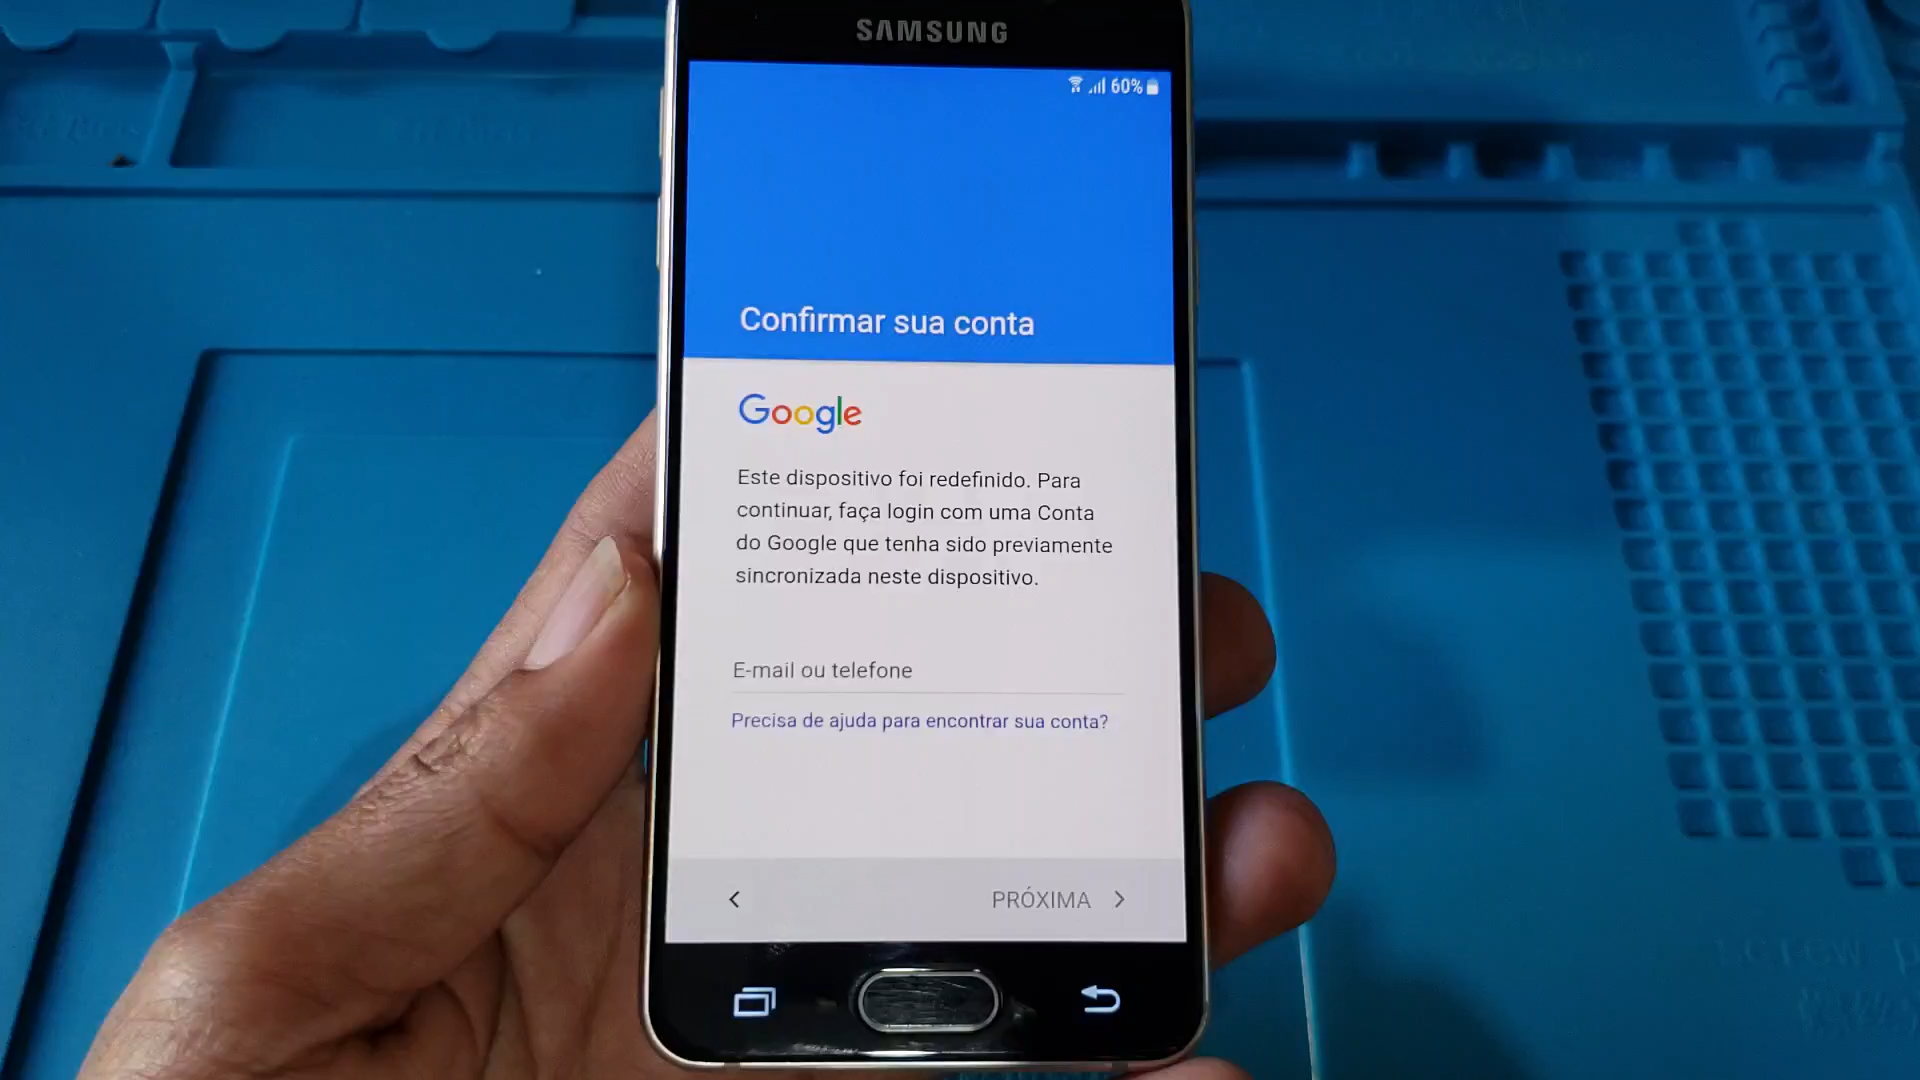 SAMSUNG
60%
Confirmar sua conta
Google
Este dispositivo foi redefinido. Para
continuar, faça login com uma Conta
do Google que tenha sido previamente
sincronizada neste dispositivo.
E-mail ou telefone
Precisa de ajuda para encontrar sua conta?
PRÓXIMA